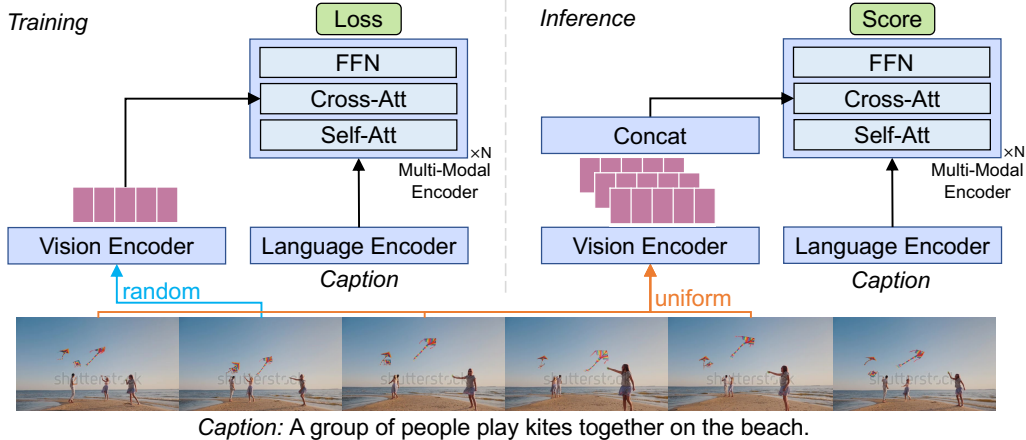 Training
Loss
FFN
Cross-Att
Self-Att
×N
Multi-Modal
Encoder
Vision Encoder
Language Encoder
Caption
random
Inference
Score
FFN
Cross-Att
Self-Att
×N
Multi-Modal
Encoder
Concat
Vision Encoder
Language Encoder
Caption
uniform
shutterstock
shutterstock
shutterstock
shutterstock
shutterstock
shutterstock
Caption: A group of people play kites together on the beach.